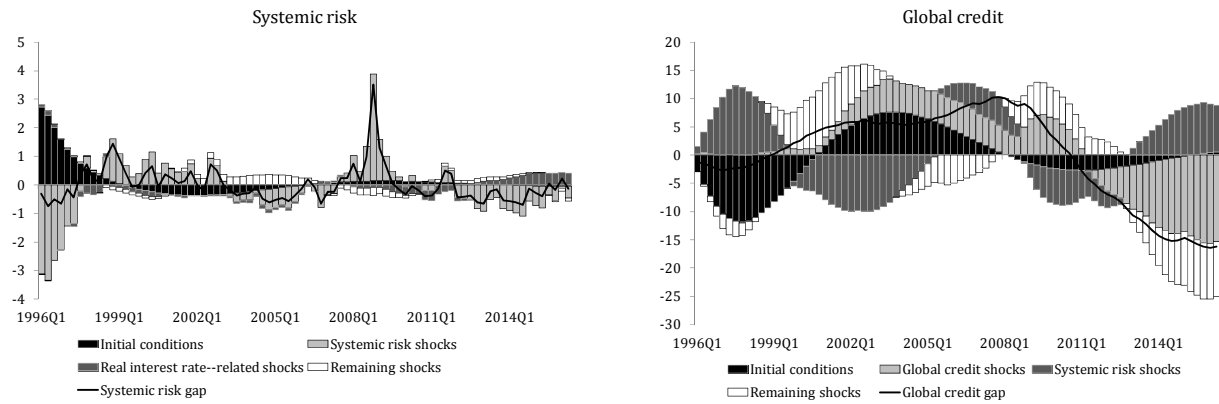 Systemic risk
5
4
3
2
1
0
-1
-2
-3
-4
1996Q1 1999Q1 2002Q1 2005Q1 2008Q1 2011Q1 2014Q1
Initial conditions Systemic risk shocks
Real interest rate--related shocks Remaining shocks
Systemic risk gap
Global credit
20
15
10
5
0
-5
-10
-15
-20
-25
-30
1996Q1 1999Q1 2002Q1 2005Q1 2008Q1 2011Q1 2014Q1
Initial conditions Global credit shocks Systemic risk shocks
Remaining shocks Global credit gap